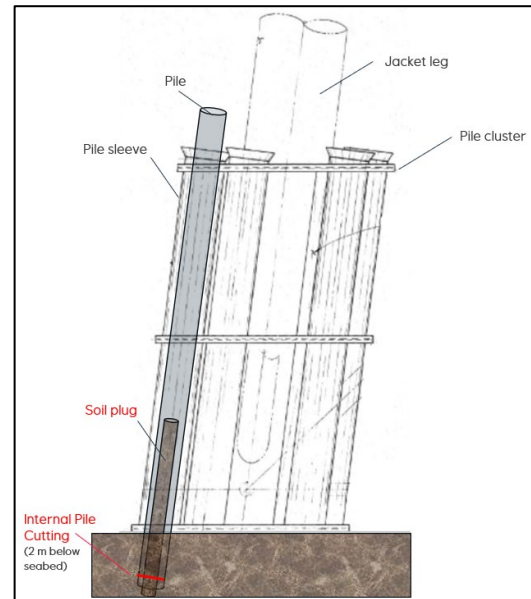 Jacket leg
Pile
Pile sleeve
Pile cluster
Soil plug
Internal Pile
Cutting
(2 m below
seabed)